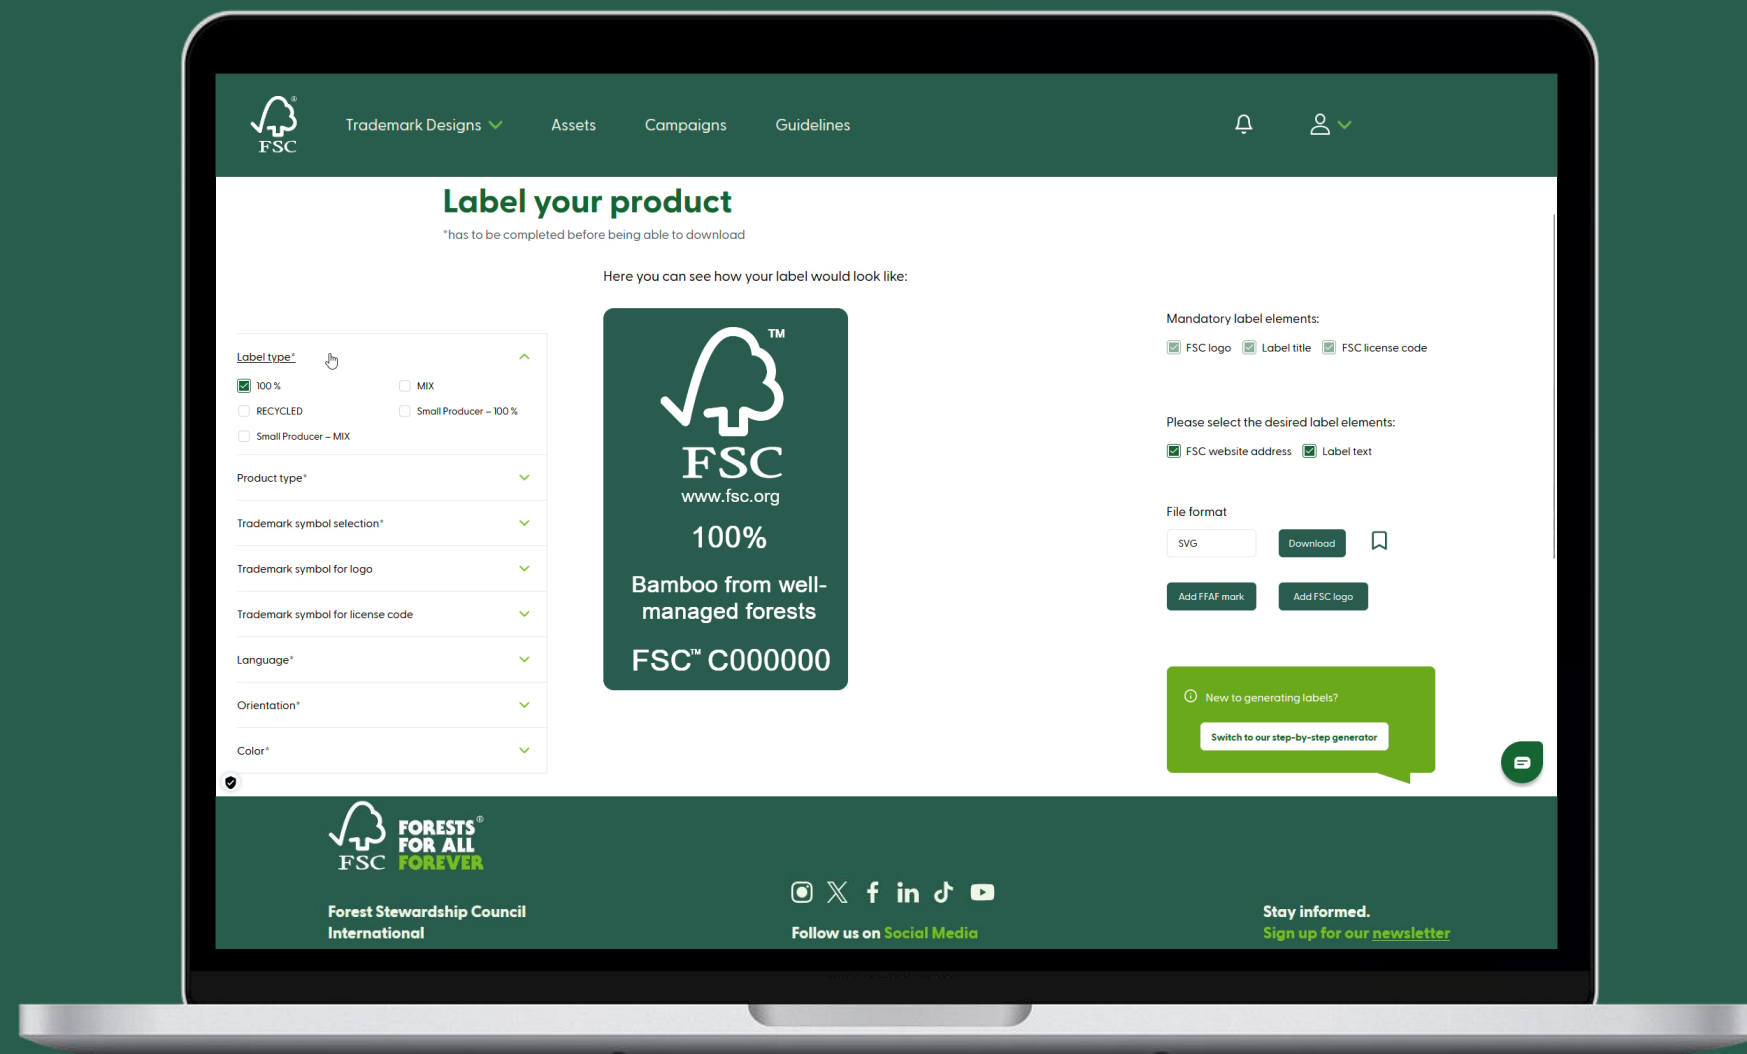 FSC
®
Trademark Designs
Assets
Campaigns
Guidelines
Label your product
*has to be completed before being able to download
Here you can see how your label would look like:
Label type*
100 %
MIX
RECYCLED
Small Producer – 100 %
Small Producer – MIX
Product type*
Trademark symbol selection*
Trademark symbol for logo
Trademark symbol for license code
Language*
Orientation*
Color*
TM
FSC
www.fsc.org
100%
Bamboo from well-
managed forests
FSC™ C000000
Mandatory label elements:
FSC logo
Label title
FSC license code
Please select the desired label elements:
FSC website address
Label text
File format
SVG
Download
Add FFAF mark
Add FSC logo
New to generating labels?
Switch to our step-by-step generator
FSC
FORESTS®
FOR ALL
FOREVER
Forest Stewardship Council
International
Follow us on Social Media
Stay informed.
Sign up for our newsletter